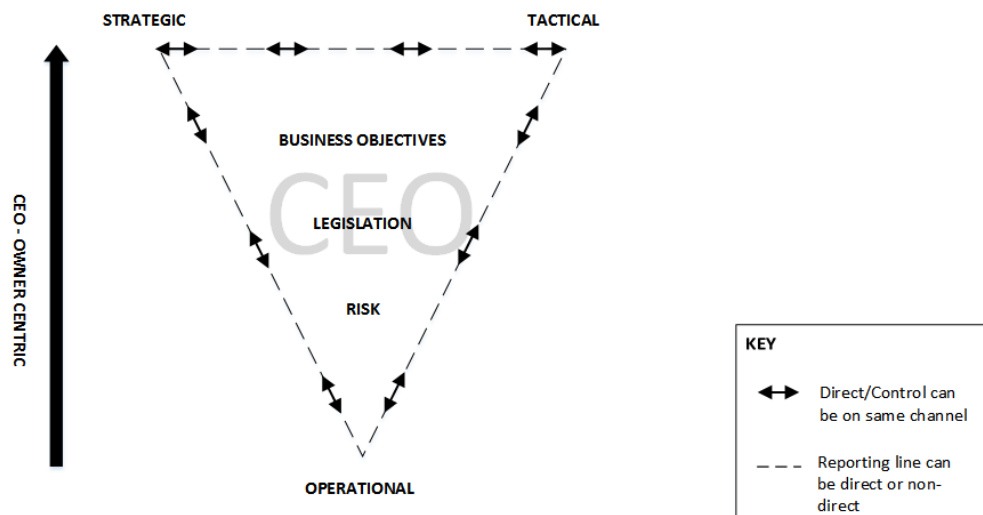 STRATEGIC
TACTICAL
BUSINESS OBJECTIVES
CEO
LEGISLATION
RISK
OPERATIONAL
CEO - OWNER CENTRIC
KEY
Direct/Control can
be on same channel
Reporting line can
be direct or non-
direct